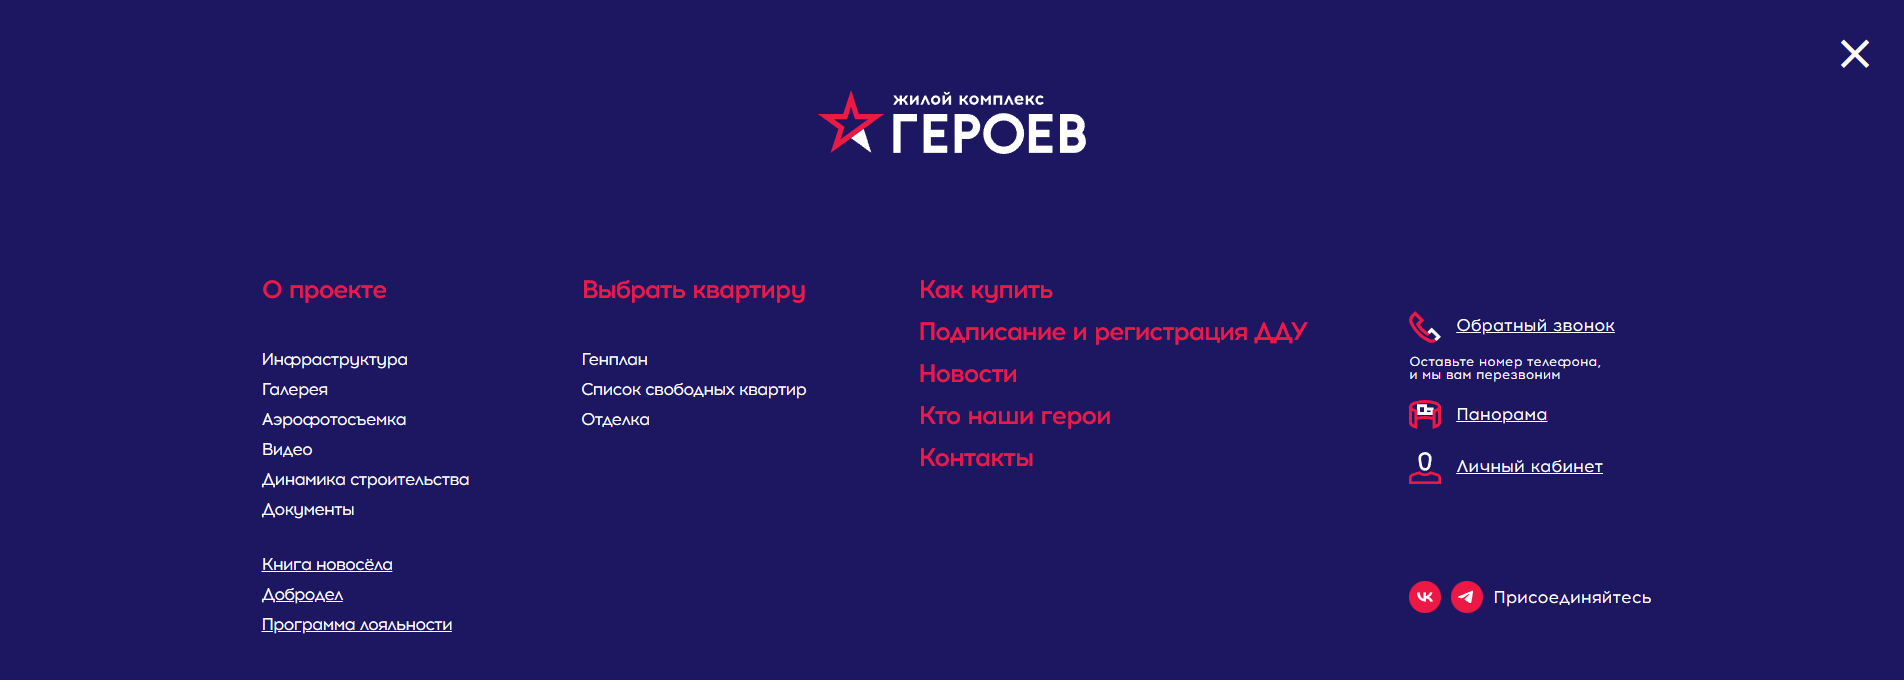 жилой комплекс
ГЕРОЕВ
О проекте
Инфраструктура
Галерея
Аэрофотосъемка
Видео
Динамика строительства
Документы
Книга новосёла
Добродел
Программа лояльности
Выбрать квартиру
Генплан
Список свободных квартир
Отделка
Как купить
Подписание и регистрация ДДУ
Новости
Кто наши герои
Контакты
Обратный звонок
Оставьте номер телефона,
и мы вам перезвоним
Панорама
Личный кабинет
Присоединяйтесь